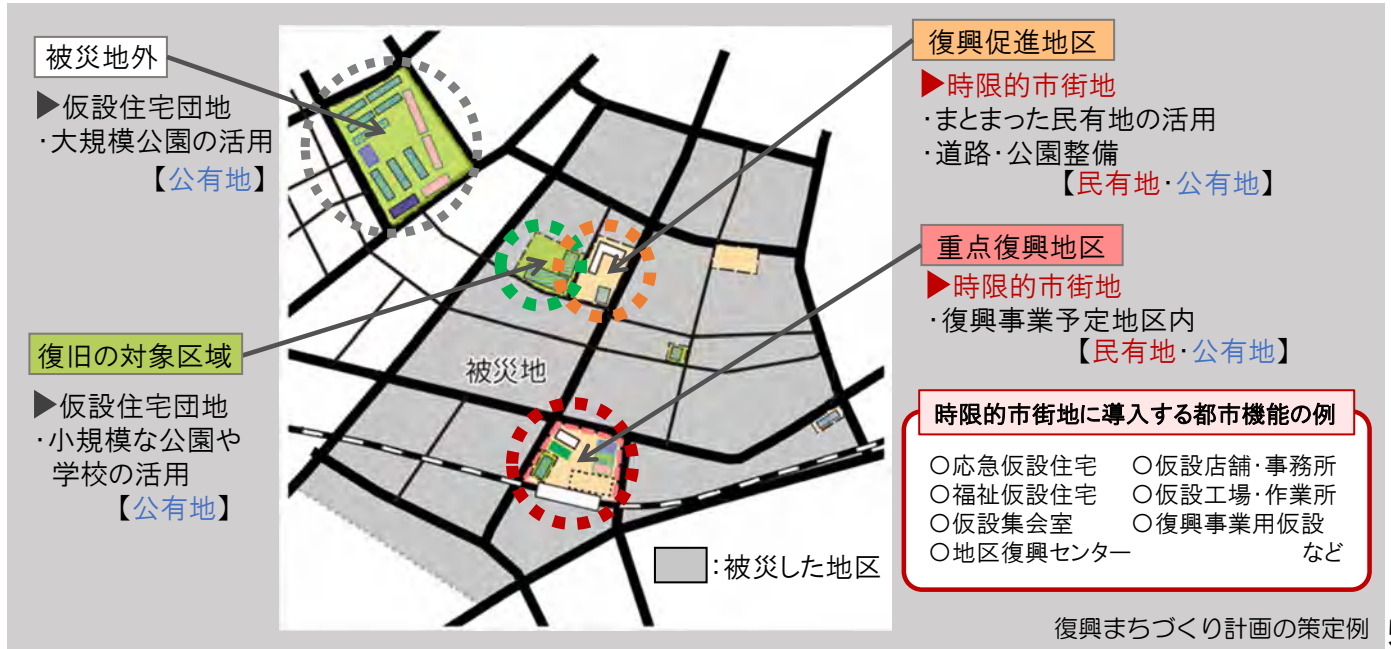 被災地外
▶仮設住宅団地
・大規模公園の活用
【公有地】
復旧の対象区域
▶仮設住宅団地
・小規模な公園や
学校の活用
【公有地】
被災地
:被災した地区
復興促進地区
▶時限的市街地
・まとまった民有地の活用
・道路・公園整備
【民有地・公有地】
重点復興地区
▶時限的市街地
・復興事業予定地区内
【民有地・公有地】
時限的市街地に導入する都市機能の例
○応急仮設住宅 ○仮設店舗・事務所
○福祉仮設住宅 ○仮設工場・作業所
○仮設集会室 ○復興事業用仮設
○地区復興センター など
復興まちづくり計画の策定例